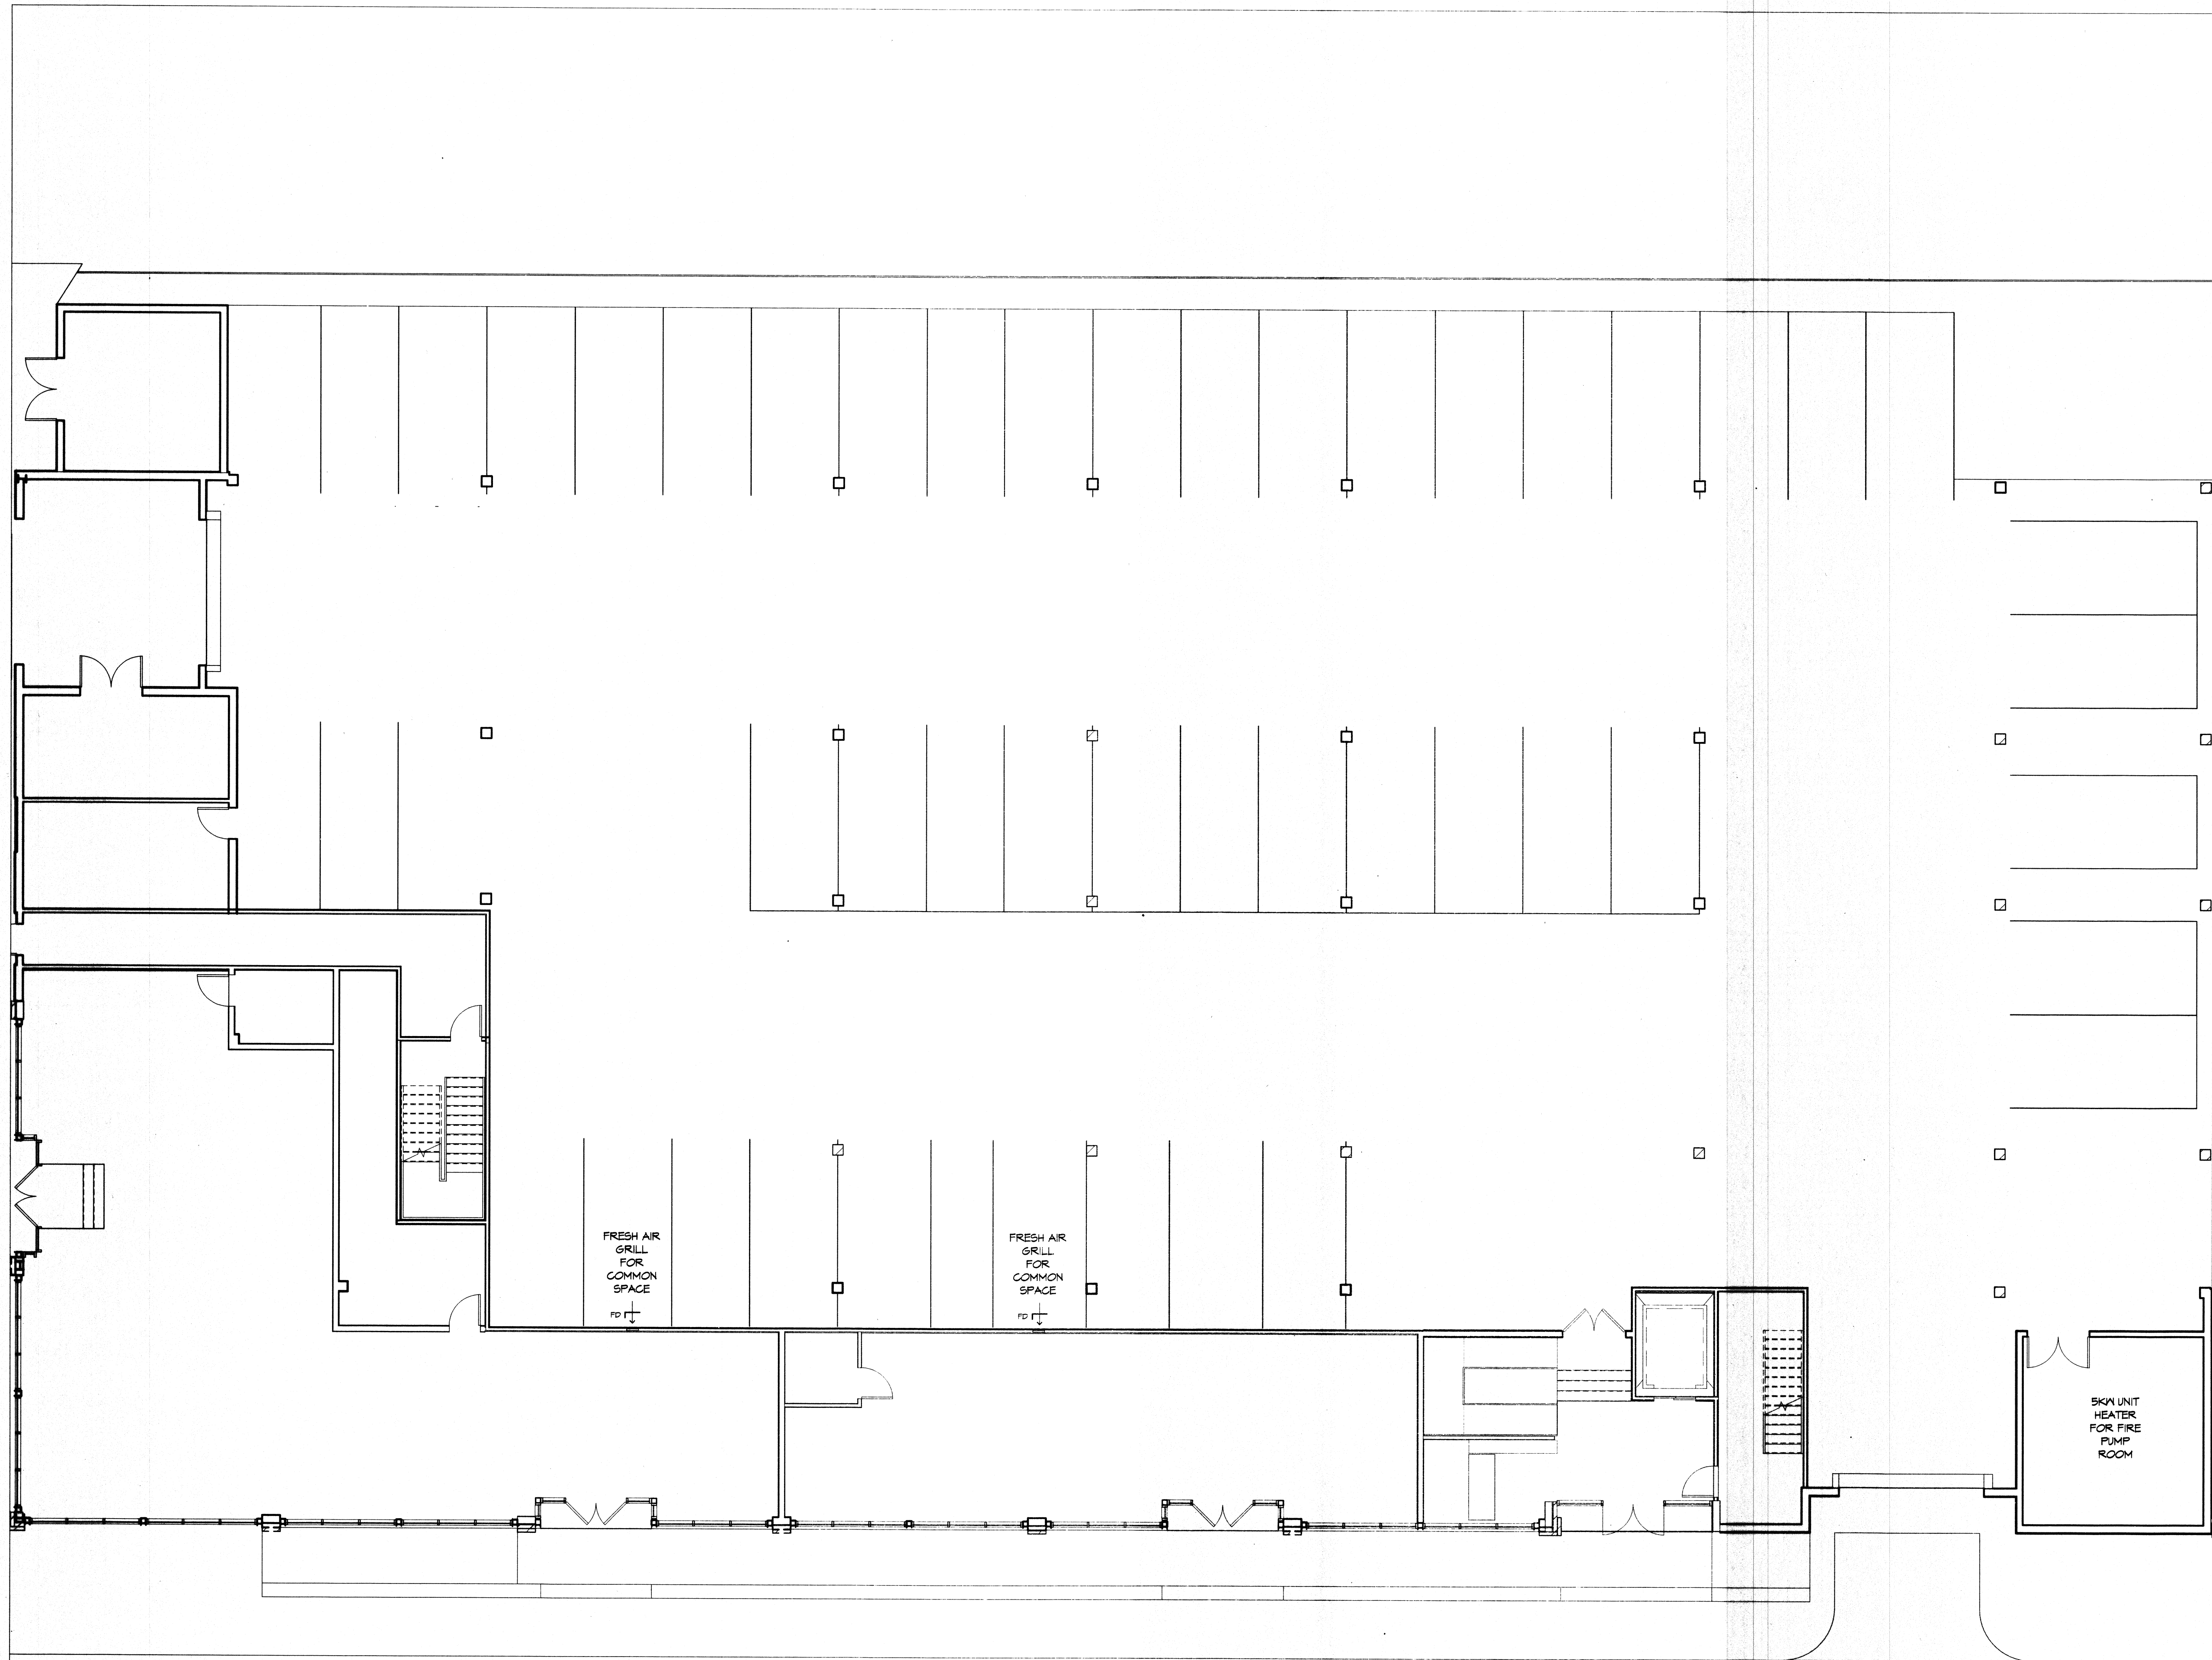 FRESH AIR
GRILL
FOR
COMMON
SPACE
FD
FRESH AIR
GRILL
FOR
COMMON
SPACE
FD
5KW UNIT
HEATER
FOR FIRE
PUMP
ROOM